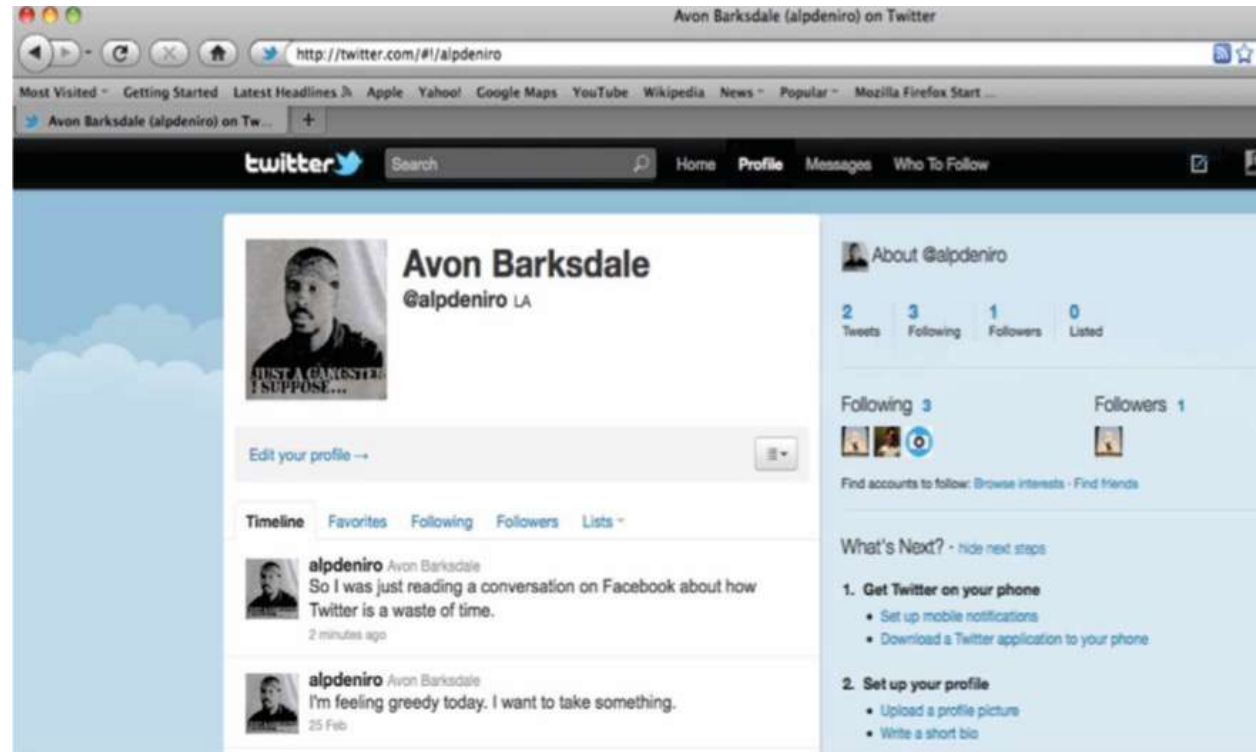 Avon Barksdale (alpdeniro) on Twitter
http://twitter.com/#!/alpdeniro
Most Visited Getting Started Latest Headlines Apple Yahoo! Google Maps YouTube Wikipedia News Popular Mozilla Firefox Start ...
Avon Barksdale (alpdeniro) on Tw... +
twitter Search Home Profile Messages Who To Follow
Avon Barksdale
@alpdeniro LA
JUST A GANGSTER
I SUPPOSE...
Edit your profile →
Timeline Favorites Following Followers Lists
alpdeniro Avon Barksdale
So I was just reading a conversation on Facebook about how
Twitter is a waste of time.
2 minutes ago
alpdeniro Avon Barksdale
I'm feeling greedy today. I want to take something.
25 Feb
About @alpdeniro
2 3 1 0
Tweets Following Followers Listed
Following 3 Followers 1
Find accounts to follow: Browse interests · Find friends
What's Next? · hide next steps
1. Get Twitter on your phone
• Set up mobile notifications
• Download a Twitter application to your phone
2. Set up your profile
• Upload a profile picture
• Write a short bio